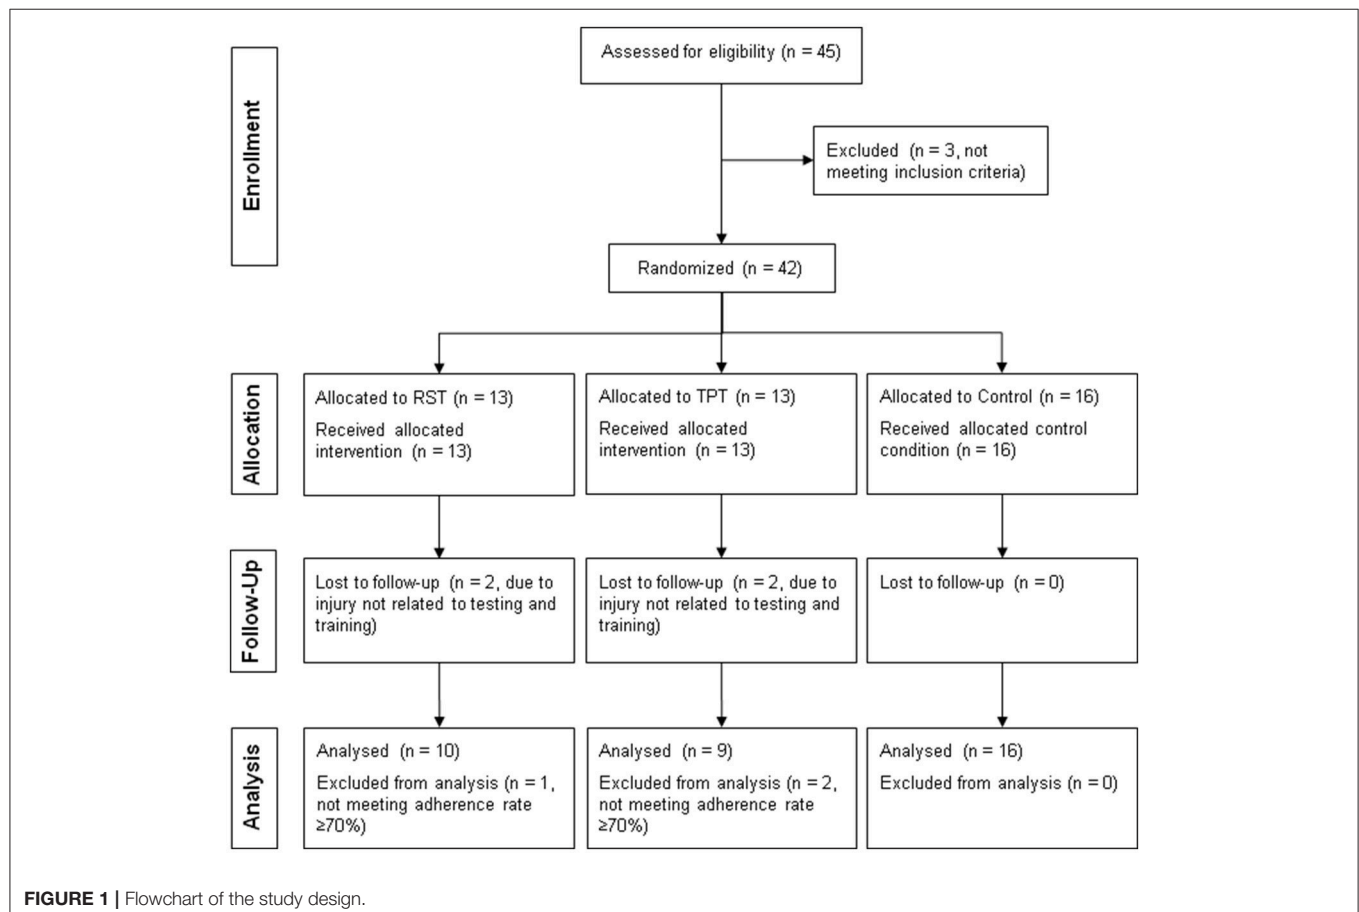 Enrollment
Assessed for eligibility (n = 45)
Excluded (n = 3, not
meeting inclusion criteria)
Randomized (n = 42)
Allocation
Allocated to RST (n = 13)
Received allocated
intervention (n = 13)
Allocated to TPT (n = 13)
Received allocated
intervention (n = 13)
Allocated to Control (n = 16)
Received allocated control
condition (n = 16)
Follow-Up
Lost to follow-up (n = 2, due to
injury not related to testing and
training)
Lost to follow-up (n = 2, due to
injury not related to testing and
training)
Lost to follow-up (n = 0)
Analysis
Analysed (n = 10)
Excluded from analysis (n = 1,
not meeting adherence rate
≥70%)
Analysed (n = 9)
Excluded from analysis (n = 2,
not meeting adherence rate
≥70%)
Analysed (n = 16)
Excluded from analysis (n = 0)
FIGURE 1 | Flowchart of the study design.